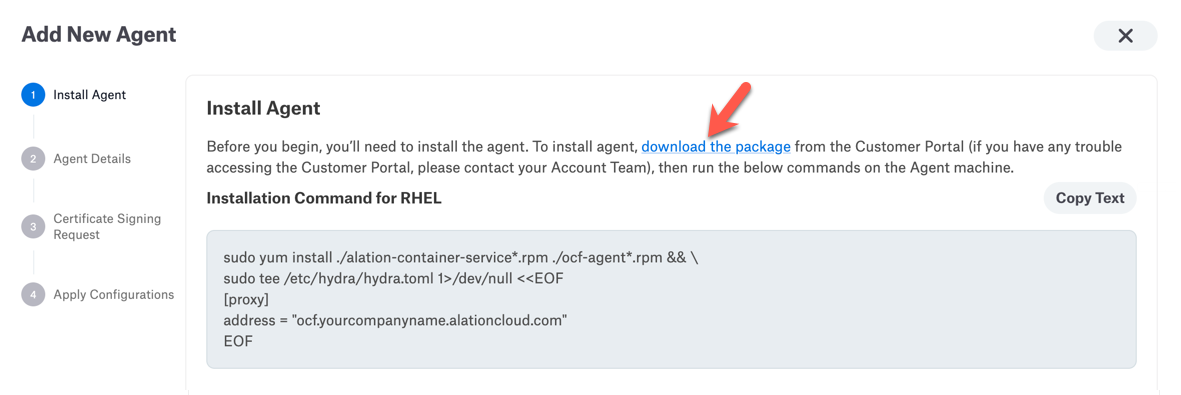 Add New Agent
1 Install Agent
2 Agent Details
3 Certificate Signing
Request
4 Apply Configurations
Install Agent
Before you begin, you’ll need to install the agent. To install agent, download the package from the Customer Portal (if you have any trouble
accessing the Customer Portal, please contact your Account Team), then run the below commands on the Agent machine.
Installation Command for RHEL
Copy Text
sudo yum install ./alation-container-service*.rpm ./ocf-agent*.rpm && \
sudo tee /etc/hydra/hydra.toml 1>/dev/null <<EOF
[proxy]
address = "ocf.yourcompanyname.alationcloud.com"
EOF